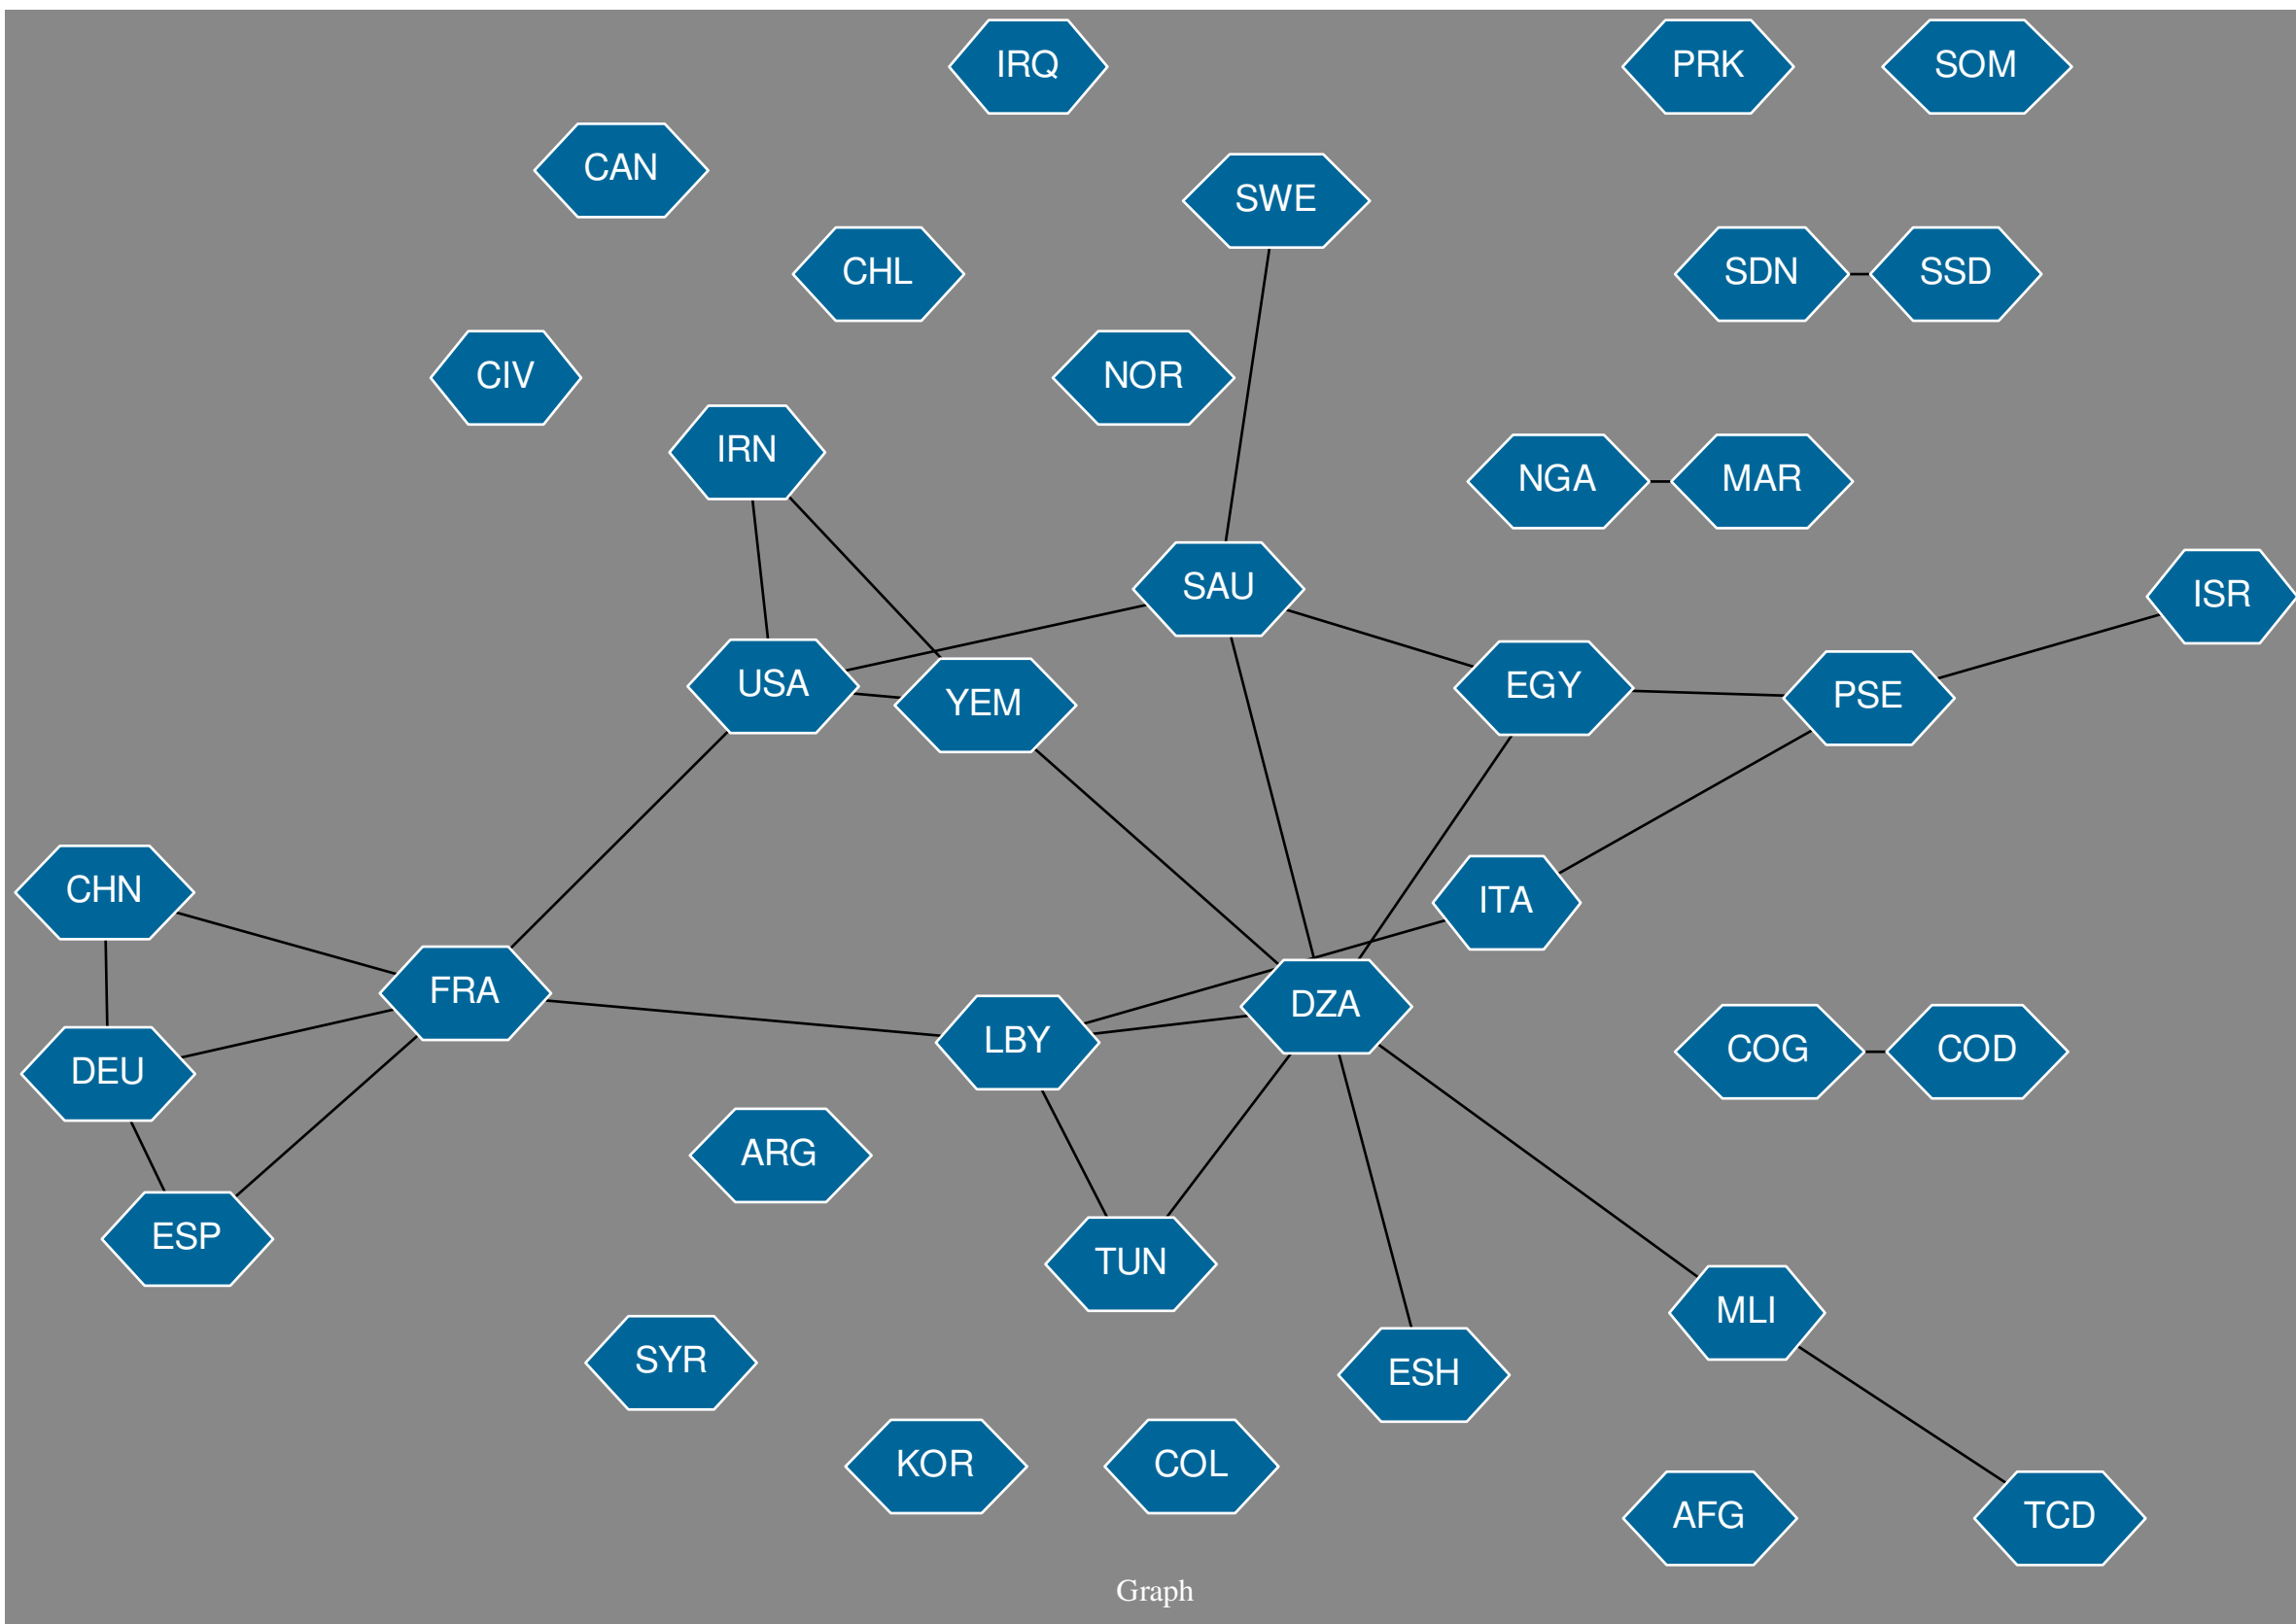 IRQ
PRK
SOM
CAN
SWE
CHL
SDN
SSD
CIV
NOR
IRN
NGA
MAR
SAU
ISR
USA
YEM
EGY
PSE
CHN
ITA
FRA
DZA
LBY
COG
COD
DEU
ARG
ESP
TUN
MLI
SYR
ESH
KOR
COL
AFG
TCD
Graph